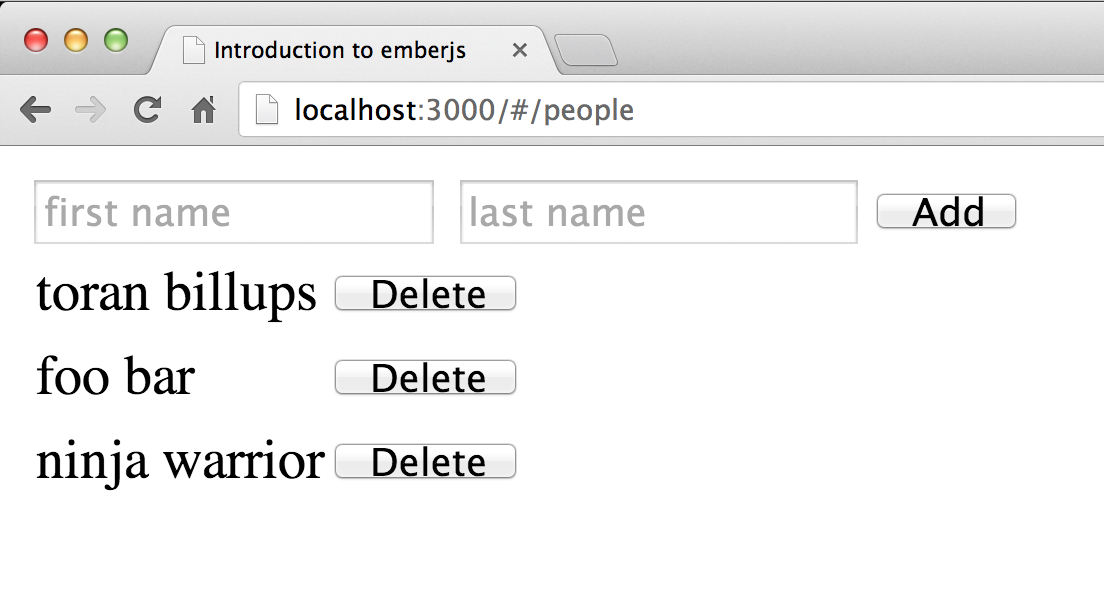 Introduction to emberjs
localhost:3000/#/people
first name last name Add
toran billups Delete
foo bar Delete
ninja warrior Delete